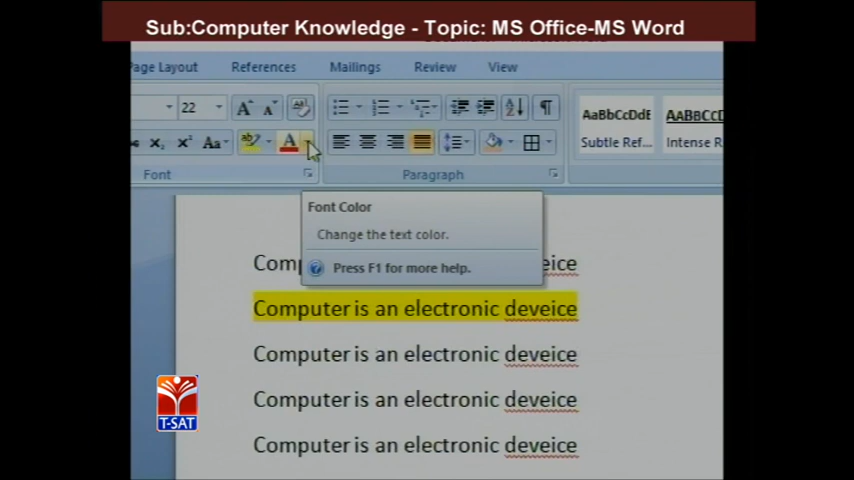 Sub:Computer Knowledge - Topic: MS Office-MS Word
Page Layout References Mailings Review View
22
AaBbCcDdE AaBbCcD
Aa A
Subtle Ref... Intense R
Font Paragraph
Font Color
Change the text color.
Press F1 for more help.
Comp eice
Computer is an electronic deveice
Computer is an electronic deveice
Computer is an electronic deveice
Computer is an electronic deveice
T-SAT